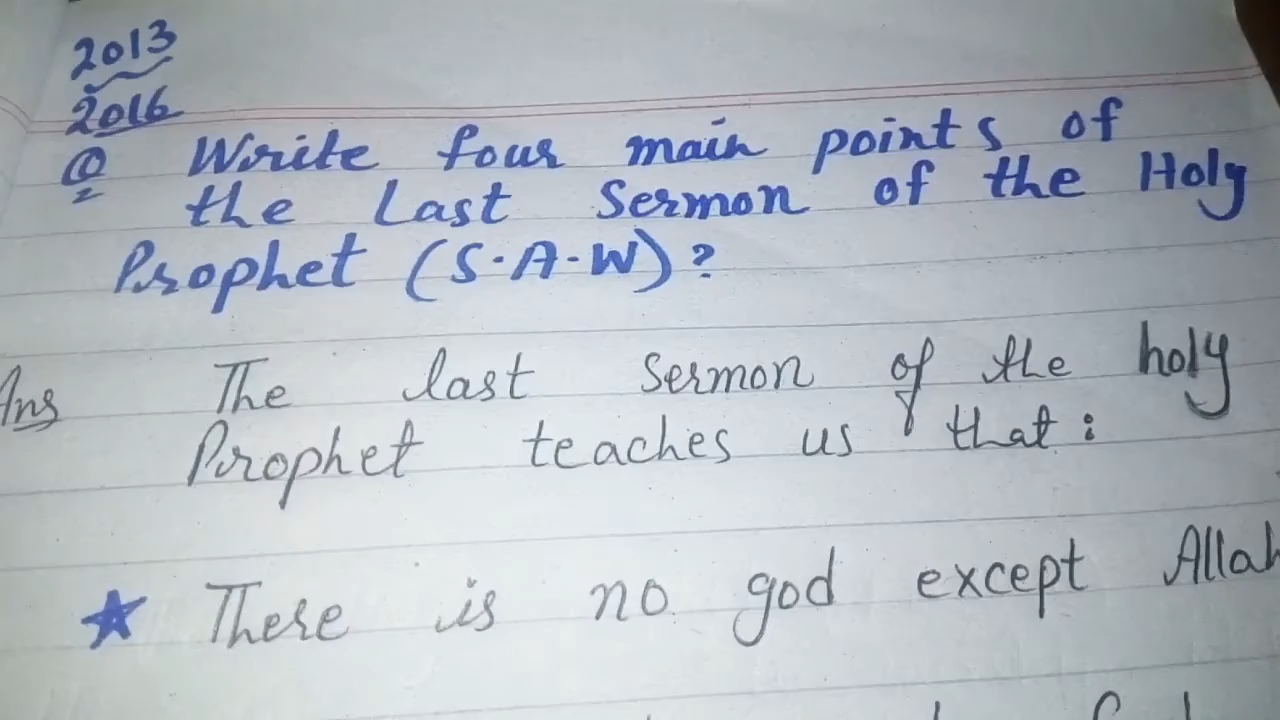 2013
2016
Q Write four main points of
the Last Sermon of the Holy
Prophet (S.A.W)?
Ans The last Sermon of the holy
Prophet teaches us that:
★ There is no god except Allah